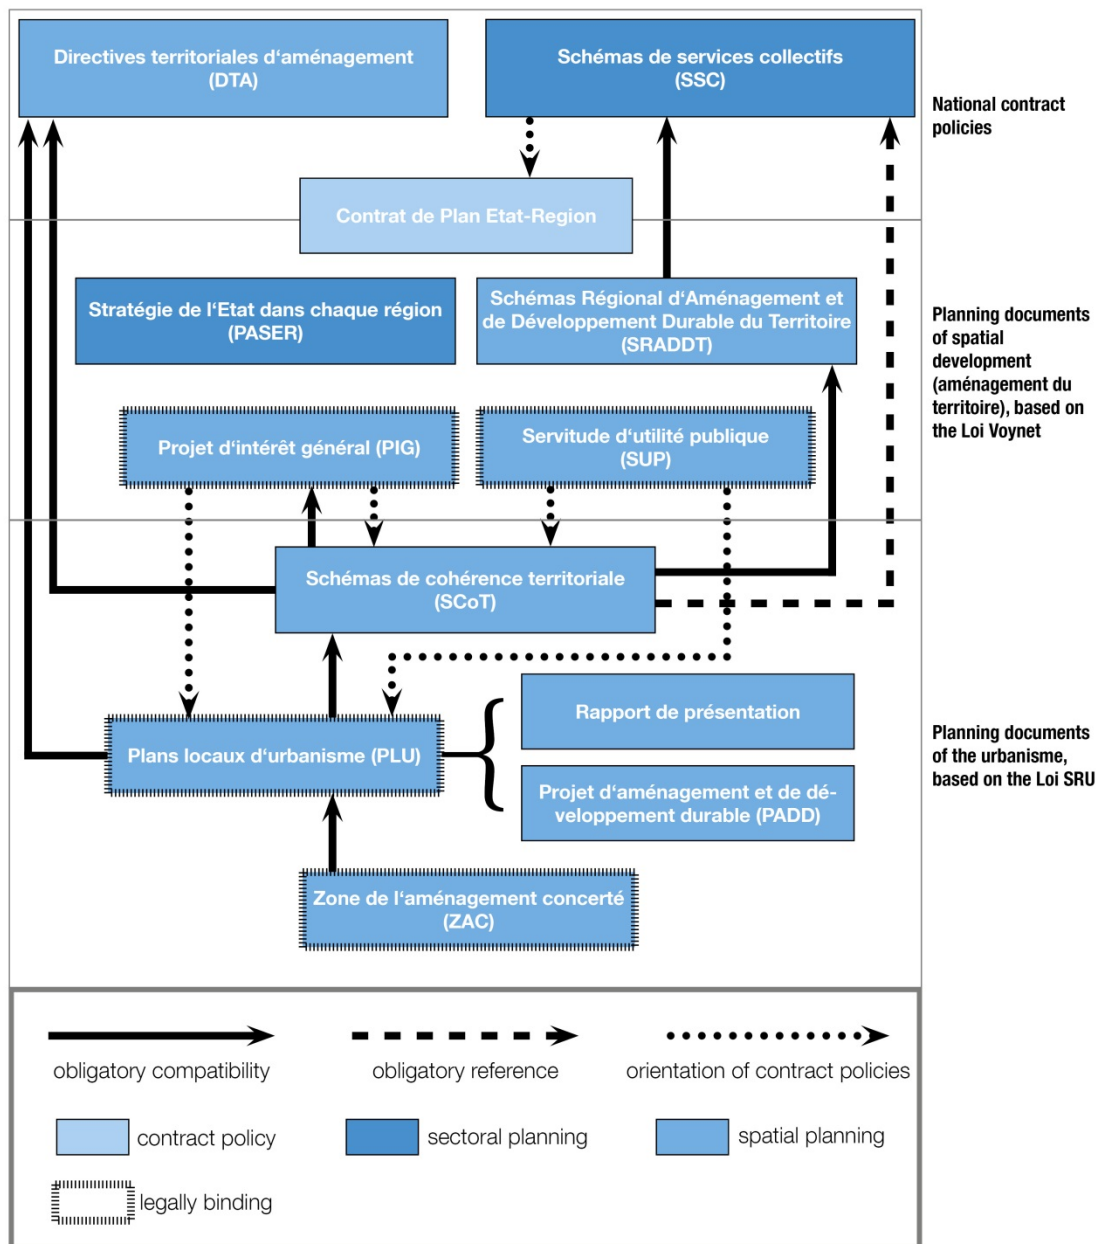 Directives territoriales d‘aménagement
(DTA)
Schémas de services collectifs
(SSC)
National contract
policies
Contrat de Plan Etat-Region
Stratégie de l‘Etat dans chaque région
(PASER)
Schémas Régional d‘Aménagement et
de Développement Durable du Territoire
(SRADDT)
Planning documents
of spatial
development
(aménagement du
territoire), based on
the Loi Voynet
Projet d‘intérêt général (PIG)
Servitude d‘utilité publique
(SUP)
Schémas de cohérence territoriale
(SCoT)
Rapport de présentation
Plans locaux d‘urbanisme (PLU)
Projet d‘aménagement et de dé-
veloppement durable (PADD)
Planning documents
of the urbanisme,
based on the Loi SRU
Zone de l‘aménagement concerté
(ZAC)
obligatory compatibility
obligatory reference
orientation of contract policies
contract policy
sectoral planning
spatial planning
legally binding